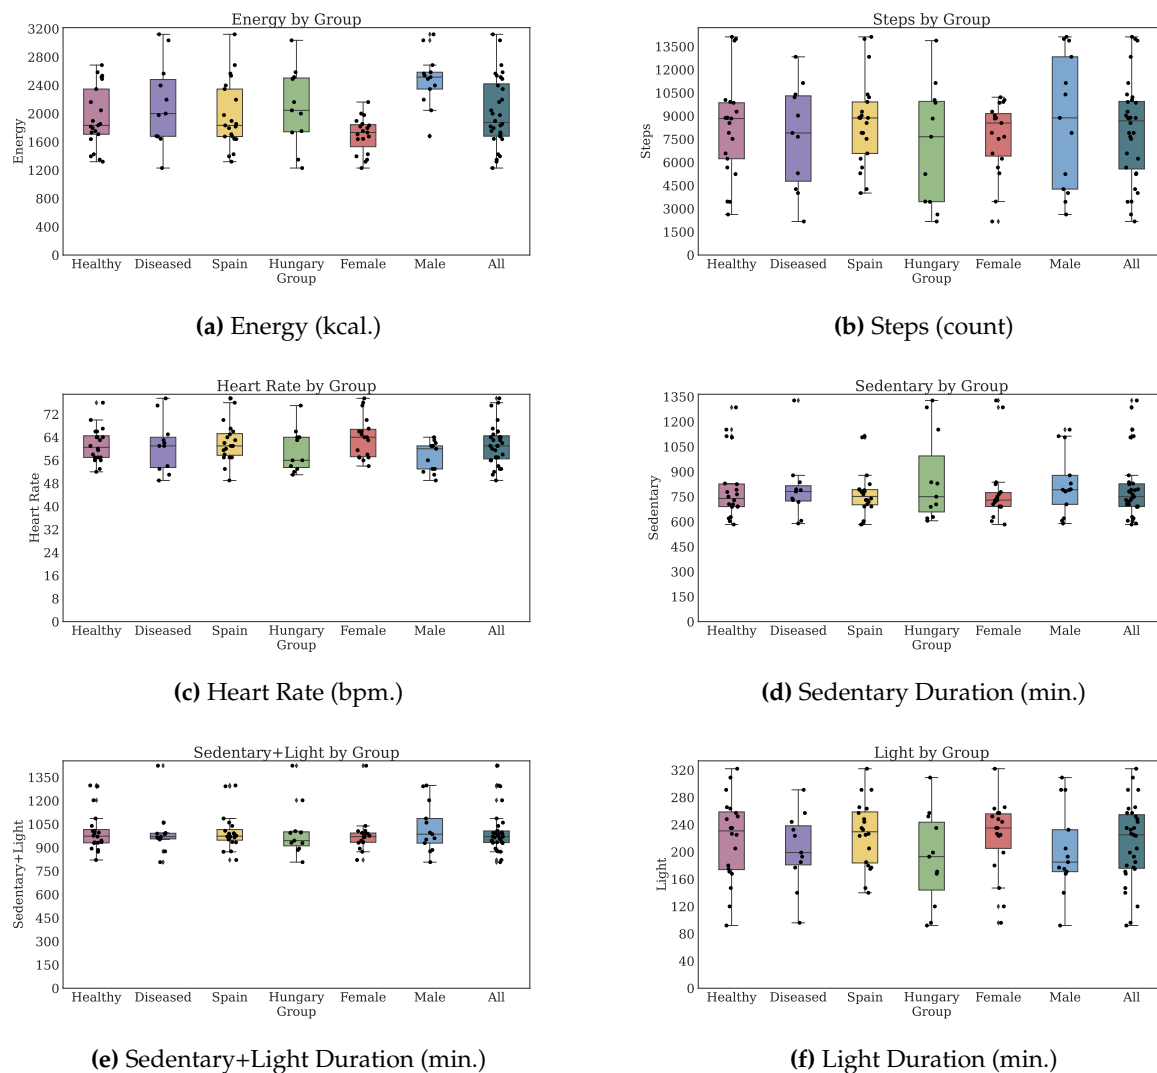 Energy by Group
3200
2800
2400
2000
1600
1200
800
400
0
Energy
Healthy Diseased Spain Hungary Female Male All
Group
(a) Energy (kcal.)
Steps by Group
13500
12000
10500
9000
7500
6000
4500
3000
1500
0
Steps
Healthy Diseased Spain Hungary Female Male All
Group
(b) Steps (count)
Heart Rate by Group
72
64
56
48
40
32
24
16
8
0
Heart Rate
Healthy Diseased Spain Hungary Female Male All
Group
(c) Heart Rate (bpm.)
Sedentary by Group
1350
1200
1050
900
750
600
450
300
150
0
Sedentary
Healthy Diseased Spain Hungary Female Male All
Group
(d) Sedentary Duration (min.)
Sedentary+Light by Group
1350
1200
1050
900
750
600
450
300
150
0
Sedentary+Light
Healthy Diseased Spain Hungary Female Male All
Group
(e) Sedentary+Light Duration (min.)
Light by Group
320
280
240
200
160
120
80
40
0
Light
Healthy Diseased Spain Hungary Female Male All
Group
(f) Light Duration (min.)